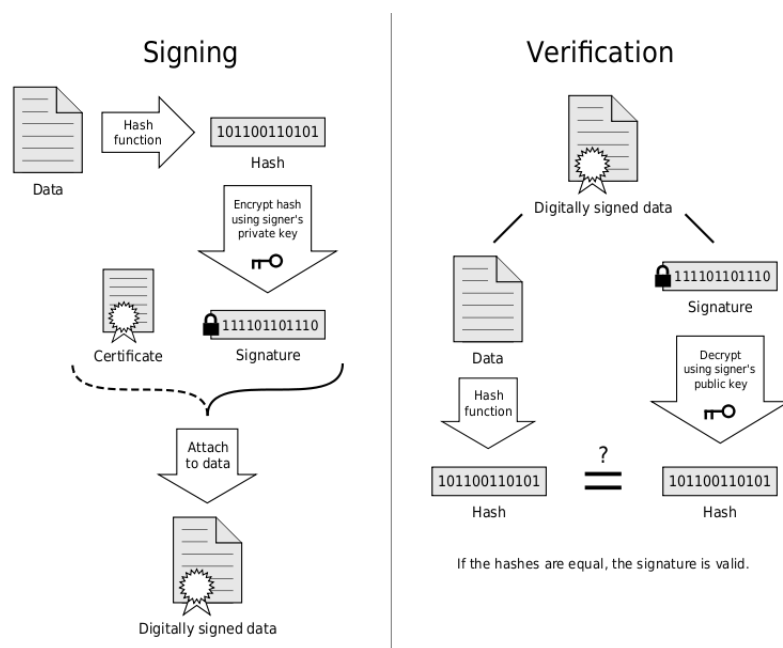 Signing
Hash
function
101100110101
Hash
Data
Encrypt hash
using signer's
private key
111101101110
Certificate
Signature
Attach
to data
Digitally signed data
Verification
Digitally signed data
111101101110
Signature
Data
Decrypt
using signer's
public key
Hash
function
?
101100110101
101100110101
Hash
Hash
If the hashes are equal, the signature is valid.